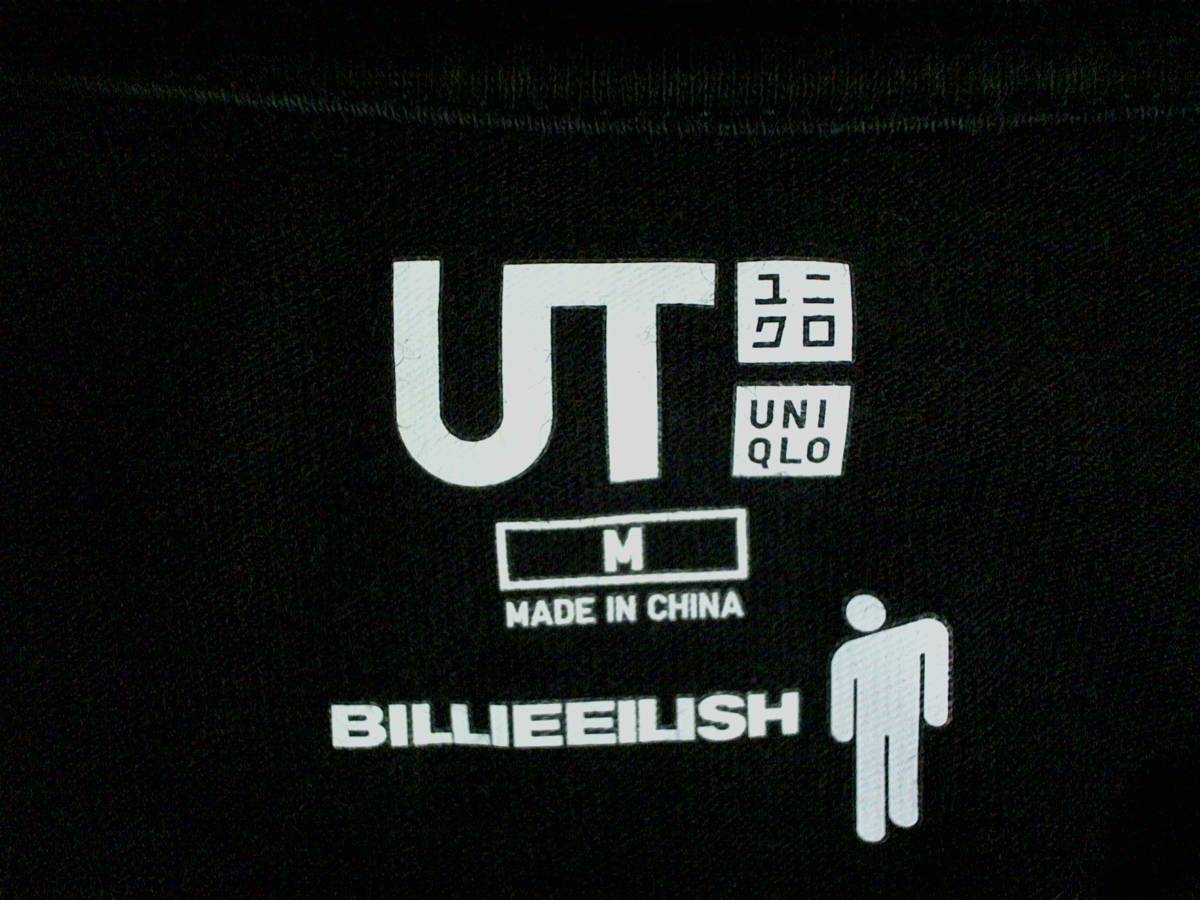 UT
ユニ
クロ
UNI
QLO
M
MADE IN CHINA
BILLIEEILISH